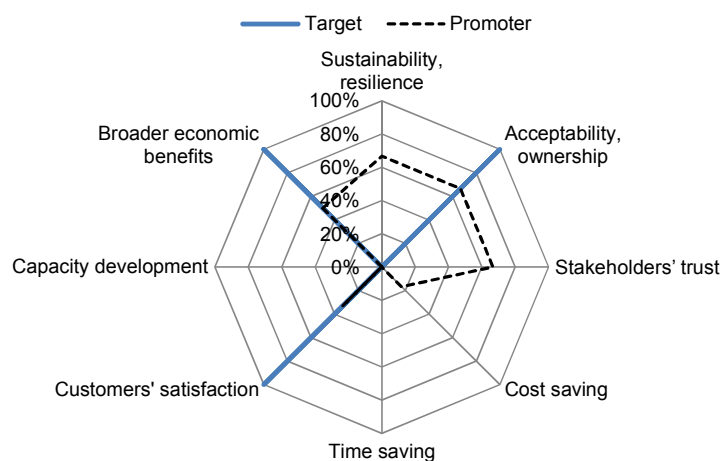 Target
Promoter
Sustainability,
resilience
100%
80%
60%
40%
20%
0%
Broader economic
benefits
Acceptability,
ownership
Capacity development
Stakeholders’ trust
Customers' satisfaction
Cost saving
Time saving